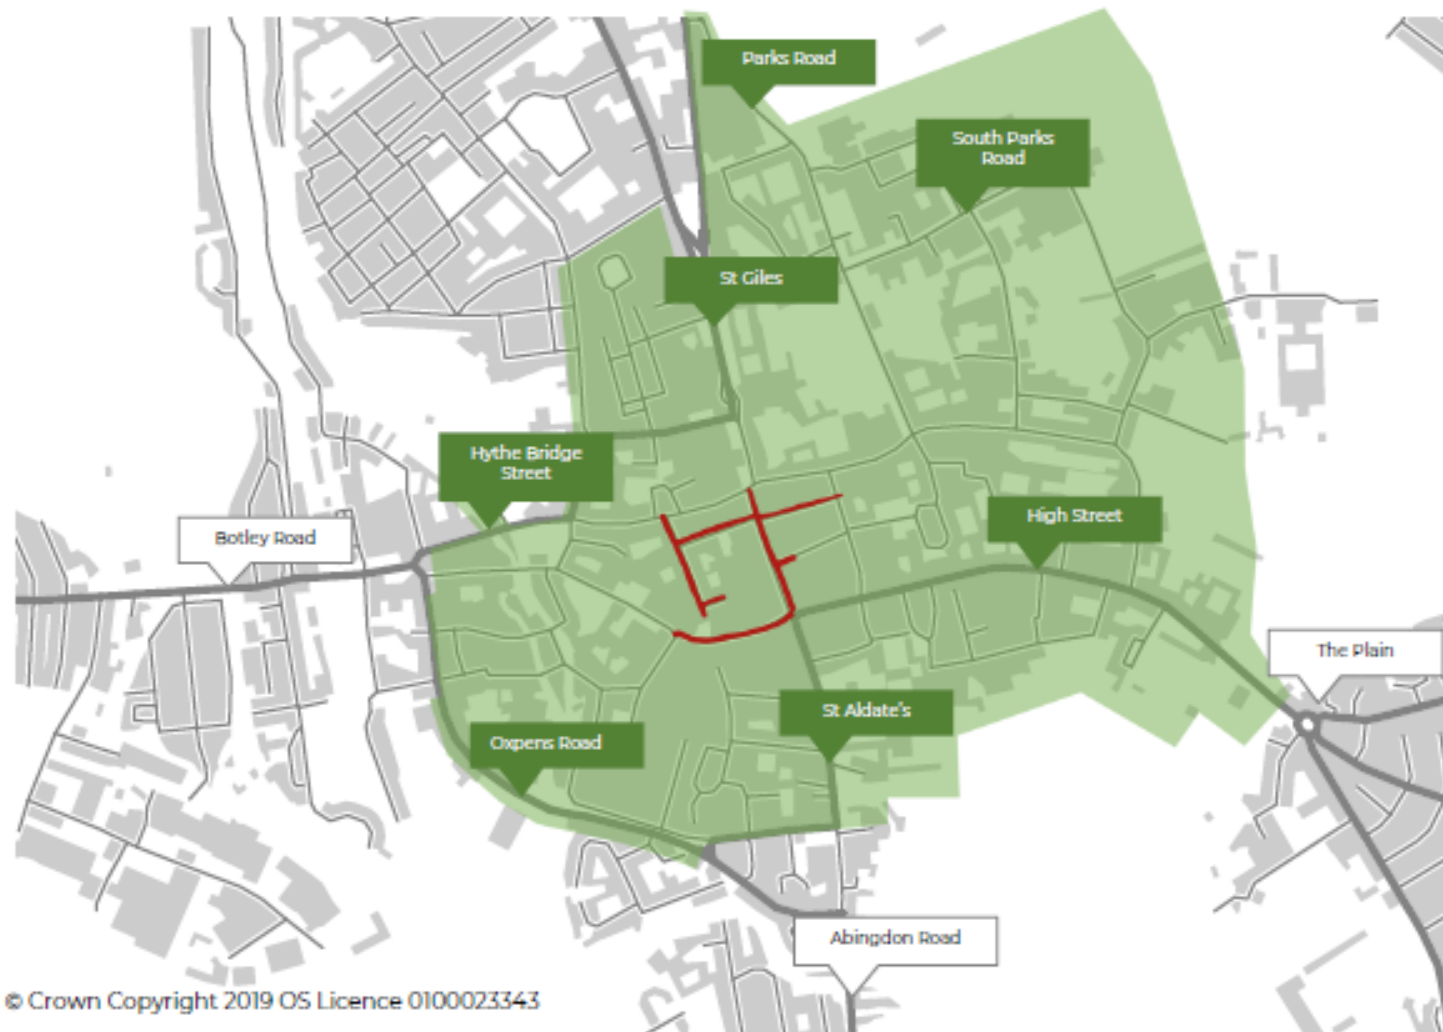 Parks Road
South Parks
Road
St Giles
Hythe Bridge
Street
High Street
Botley Road
The Plain
St Aldate's
Oxpens Road
Abingdon Road
© Crown Copyright 2019 OS Licence 0100023343